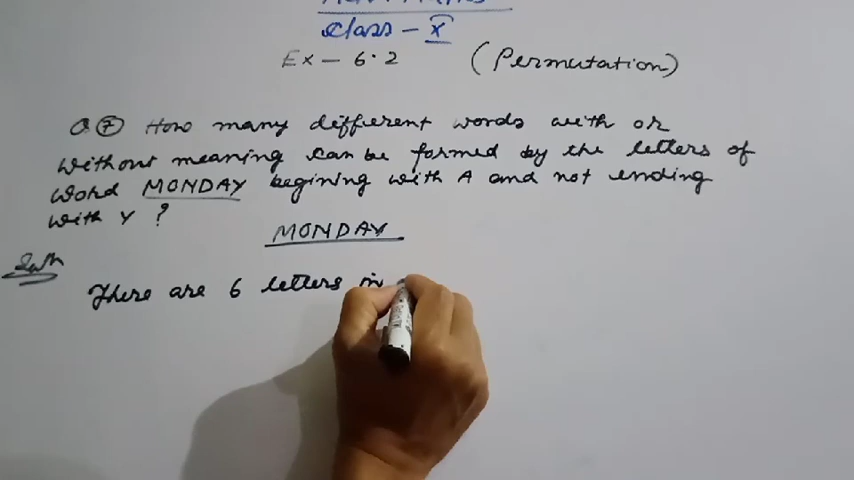 Class - X
Ex - 6.2 (Permutation)
Q (7) How many different words with or
without meaning can be formed by the letters of
word MONDAY begining with A and not ending
with Y ?
MONDAY
Soln
There are 6 letters in